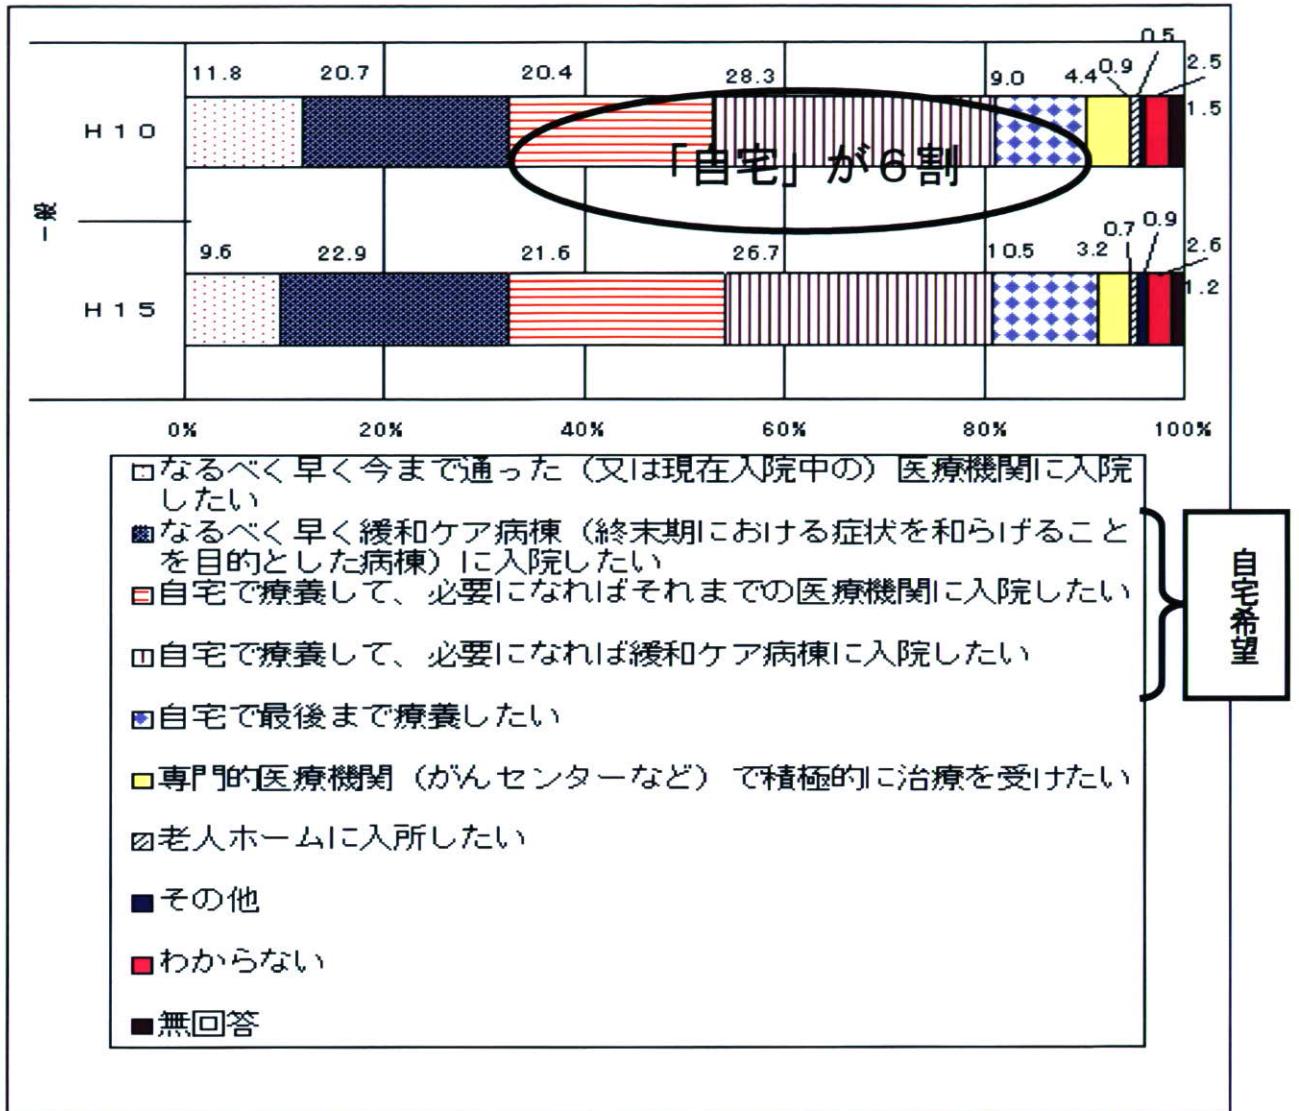 0.5
11.8 20.7 20.4 28.3 9.0 4.4 0.9 2.5
1.5
H10
「自宅」が6割
一般
0.7 0.9
9.6 22.9 21.6 26.7 10.5 3.2 2.6
1.2
H15
0% 20% 40% 60% 80% 100%
なるべく早く今まで通った（又は現在入院中の）医療機関に入院
したい
なるべく早く緩和ケア病棟（終末期における症状を和らげること
を目的とした病棟）に入院したい
自宅で療養して、必要になればそれまでの医療機関に入院したい
自宅で療養して、必要になれば緩和ケア病棟に入院したい
自宅で最後まで療養したい
専門的医療機関（がんセンターなど）で積極的に治療を受けたい
老人ホームに入所したい
その他
わからない
無回答
自宅希望